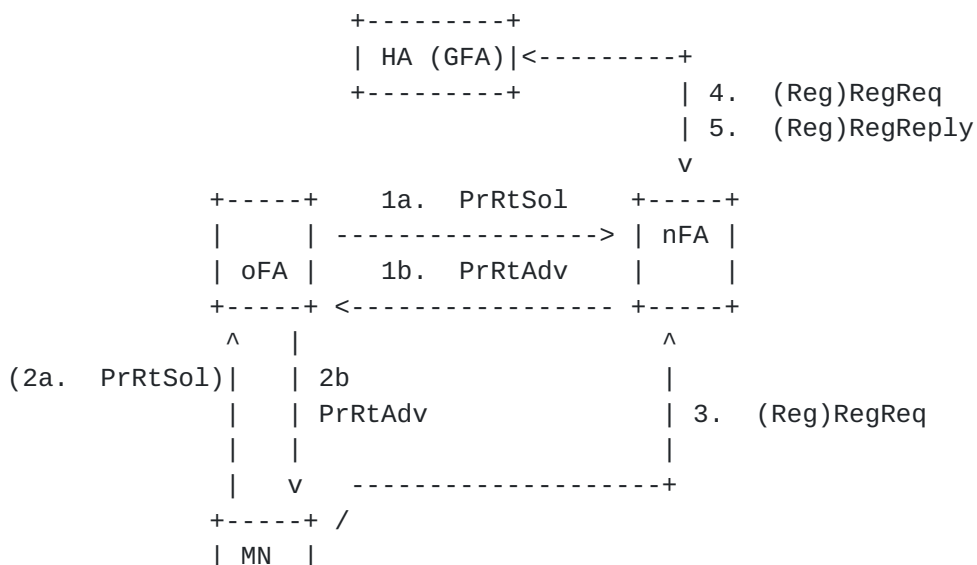 HA (GFA)
4.  (Reg)RegReq
5.  (Reg)RegReply
1a.  PrRtSol
nFA
oFA
1b.  PrRtAdv
(2a.  PrRtSol)
2b
PrRtAdv
3.  (Reg)RegReq
MN